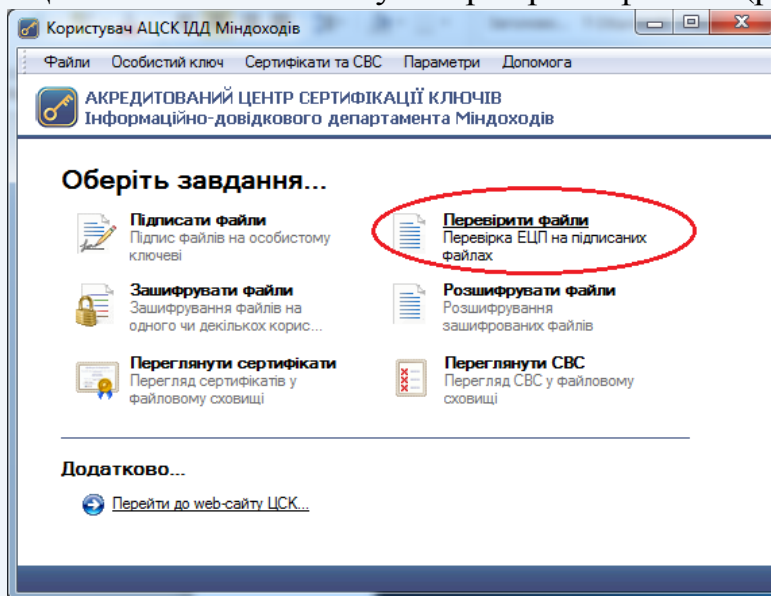 Користувач АЦСК ІДД Міндоходів
Файли Особистий ключ Сертифікати та СВС Параметри Допомога
АКРЕДИТОВАНИЙ ЦЕНТР СЕРТИФІКАЦІЇ КЛЮЧІВ
Інформаційно-довідкового департамента Міндоходів
Оберіть завдання...
Підписати файли
Підпис файлів на особистому
ключеві
Перевірити файли
Перевірка ЕЦП на підписаних
файлах
Зашифрувати файли
Зашифрування файлів на
одного чи декількох корис...
Розшифрувати файли
Розшифрування
зашифрованих файлів
Переглянути сертифікати
Перегляд сертифікатів у
файловому сховищі
Переглянути СВС
Перегляд СВС у файловому
сховищі
Додатково...
Перейти до web-сайту ЦСК...